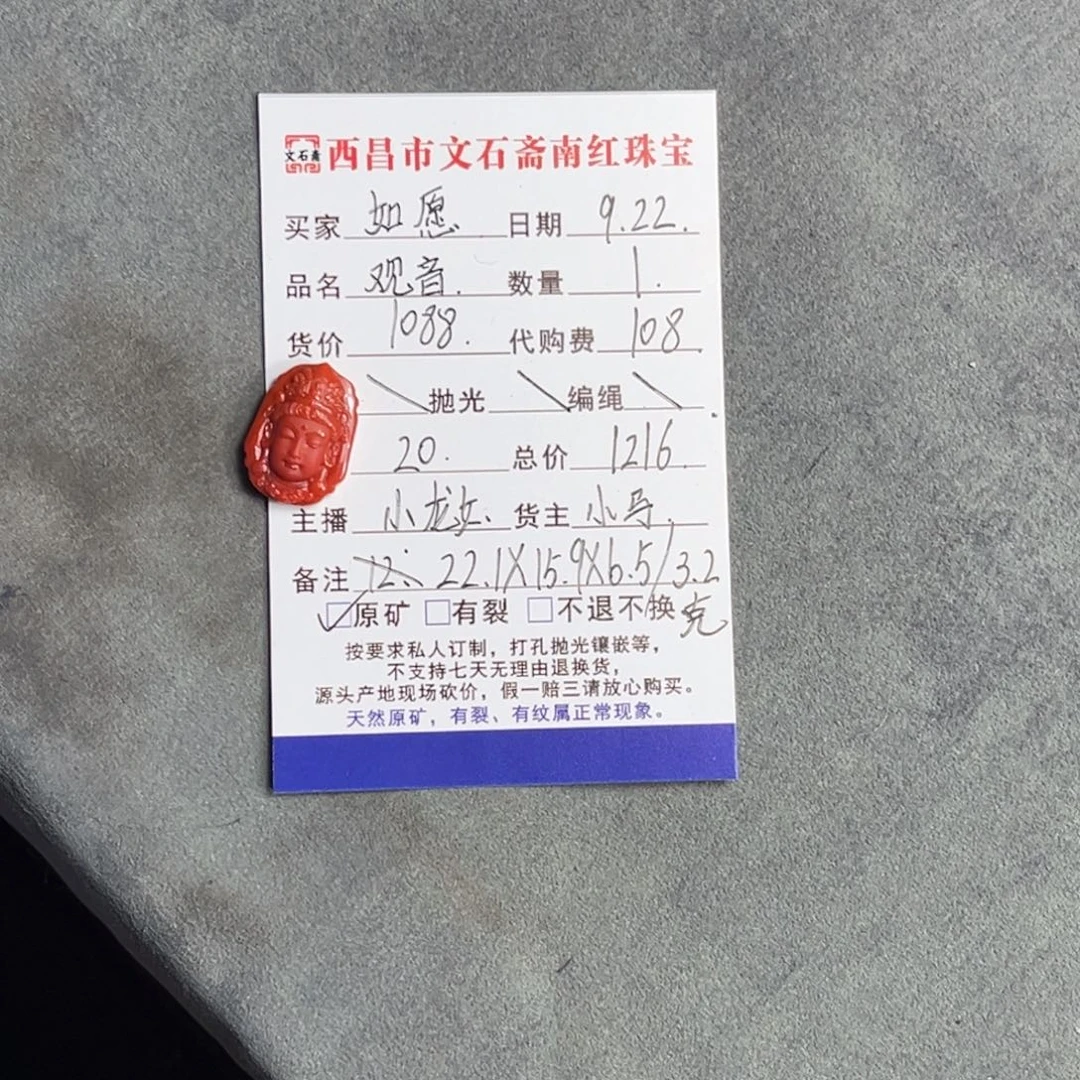 文石斋 西昌市文石斋南红珠宝
买家 如愿 日期 9.22.
品名 观音. 数量 1.
货价 1088. 代购费 108.
\ 抛光 \ 编绳 \
20. 总价 1216.
主播 小龙女. 货主 小马.
备注 22.1X15.9X6.5/3.2
☑原矿 □有裂 □不退不换 克
按要求私人订制，打孔抛光镶嵌等，
不支持七天无理由退换货，
源头产地现场砍价，假一赔三请放心购买。
天然原矿，有裂、有纹属正常现象。